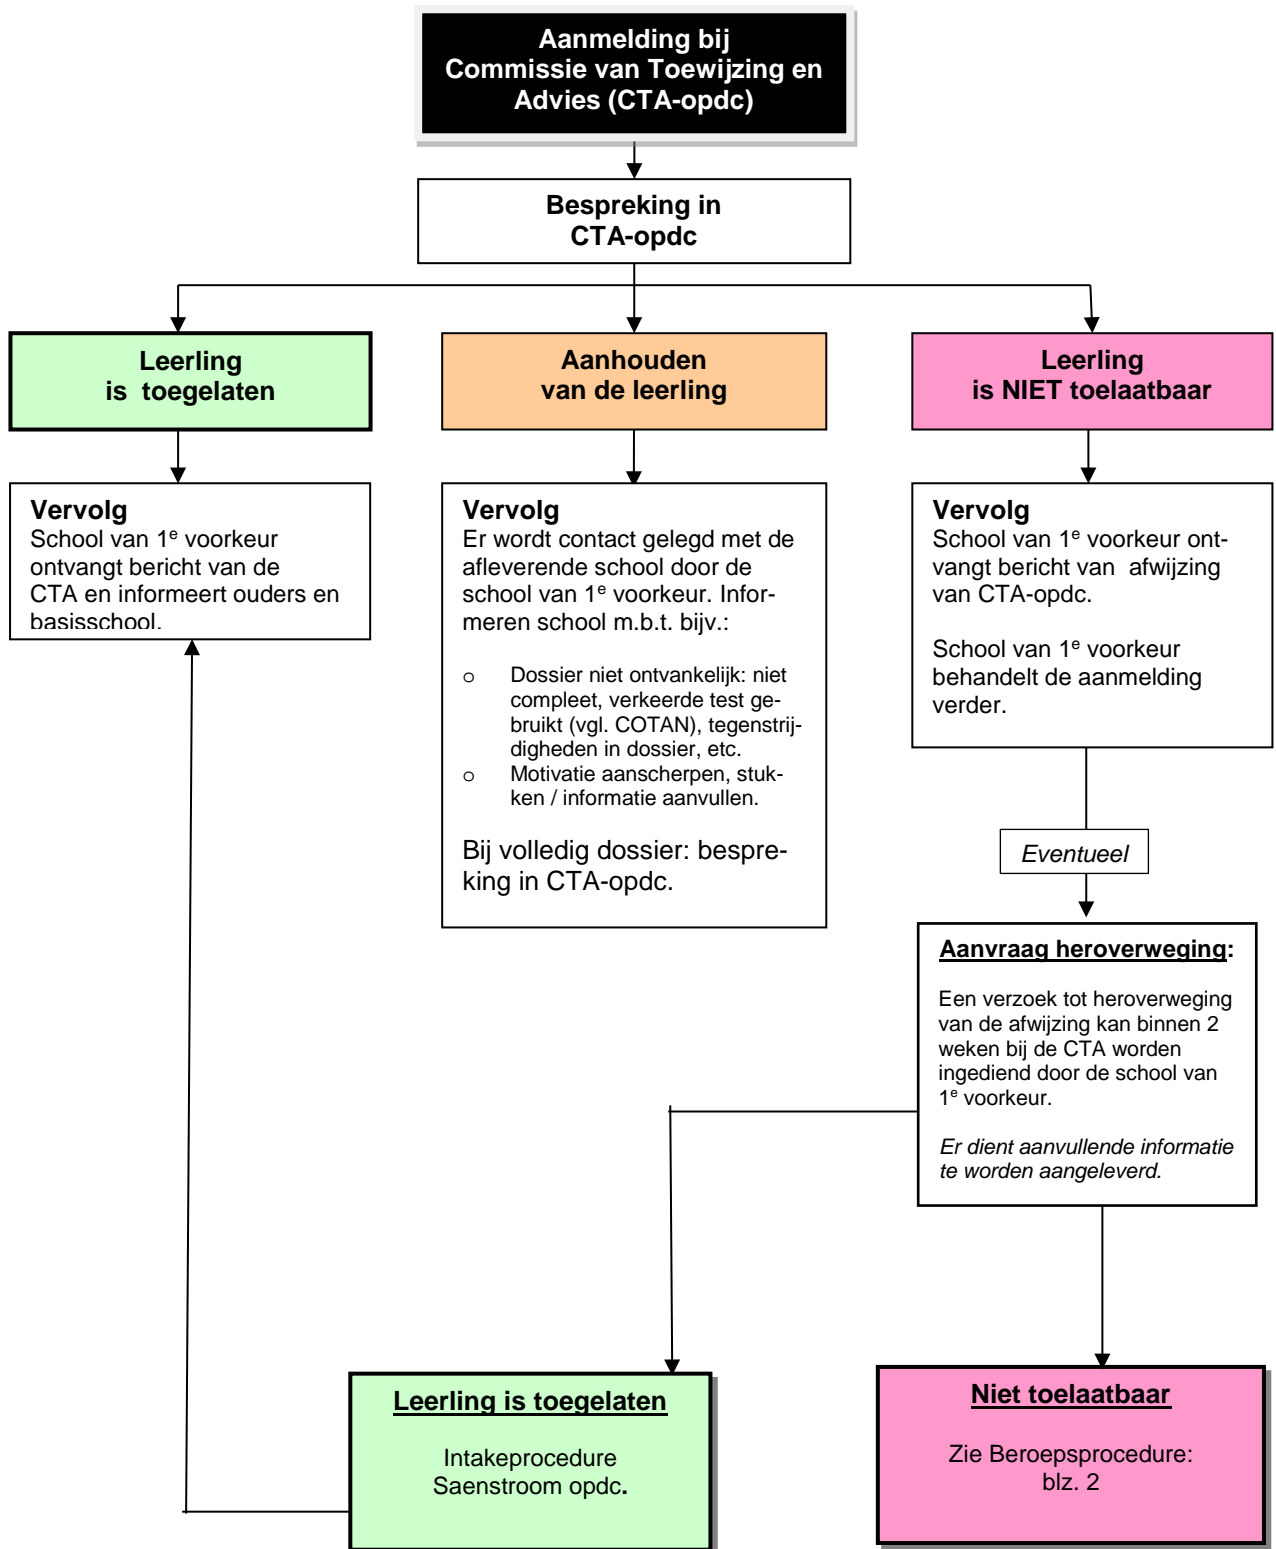 Aanmelding bij
Commissie van Toewijzing en
Advies (CTA-opdc)
Bespreking in
CTA-opdc
Leerling
is  toegelaten
Aanhouden
van de leerling
Leerling
is NIET toelaatbaar
Vervolg
School van 1e voorkeur
ontvangt bericht van de
CTA en informeert ouders en
basisschool.
Vervolg
Er wordt contact gelegd met de
afleverende school door de
school van 1e voorkeur. Infor-
meren school m.b.t. bijv.:
o Dossier niet ontvankelijk: niet
compleet, verkeerde test ge-
bruikt (vgl. COTAN), tegenstrij-
digheden in dossier, etc.
o Motivatie aanscherpen, stuk-
ken / informatie aanvullen.
Bij volledig dossier: bespre-
king in CTA-opdc.
Vervolg
School van 1e voorkeur ont-
vangt bericht van  afwijzing
van CTA-opdc.
School van 1e voorkeur
behandelt de aanmelding
verder.
Eventueel
Aanvraag heroverweging:
Een verzoek tot heroverweging
van de afwijzing kan binnen 2
weken bij de CTA worden
ingediend door de school van
1e voorkeur.
Er dient aanvullende informatie
te worden aangeleverd.
Leerling is toegelaten
Intakeprocedure
Saenstroom opdc.
Niet toelaatbaar
Zie Beroepsprocedure:
blz. 2